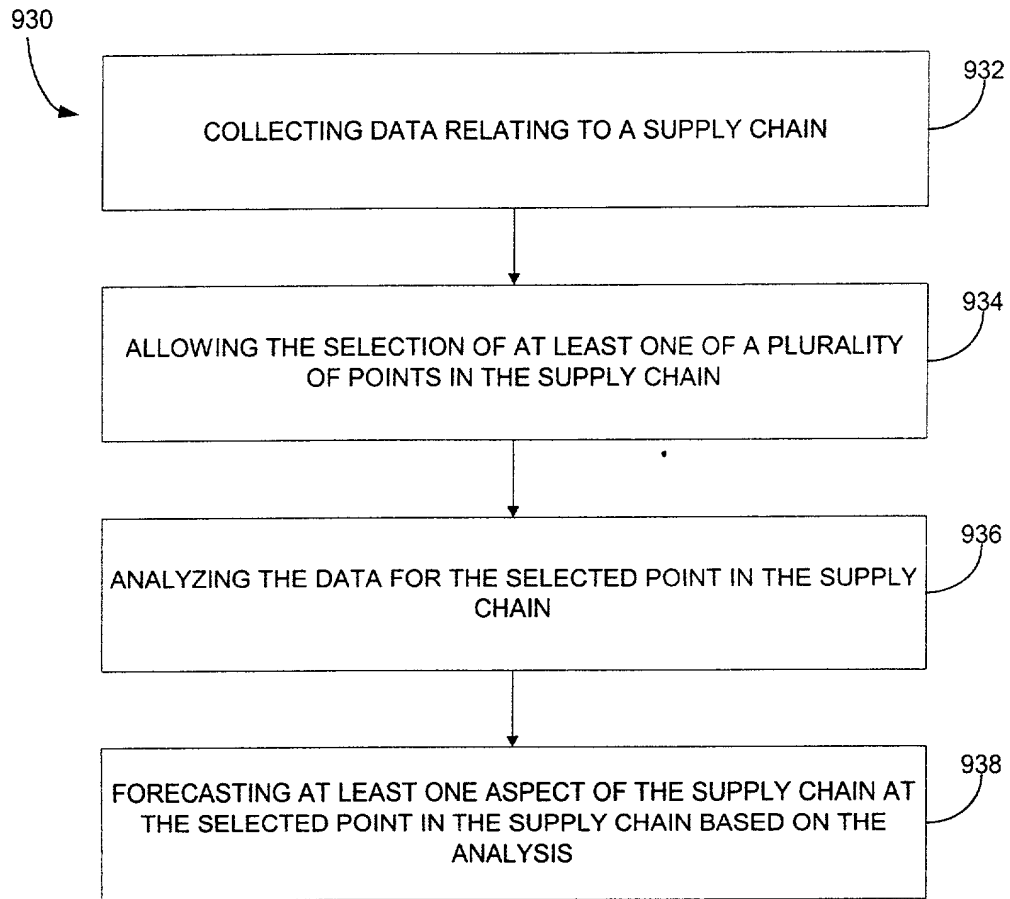 930
932
COLLECTING DATA RELATING TO A SUPPLY CHAIN
934
ALLOWING THE SELECTION OF AT LEAST ONE OF A PLURALITY
OF POINTS IN THE SUPPLY CHAIN
936
ANALYZING THE DATA FOR THE SELECTED POINT IN THE SUPPLY
CHAIN
938
FORECASTING AT LEAST ONE ASPECT OF THE SUPPLY CHAIN AT
THE SELECTED POINT IN THE SUPPLY CHAIN BASED ON THE
ANALYSIS